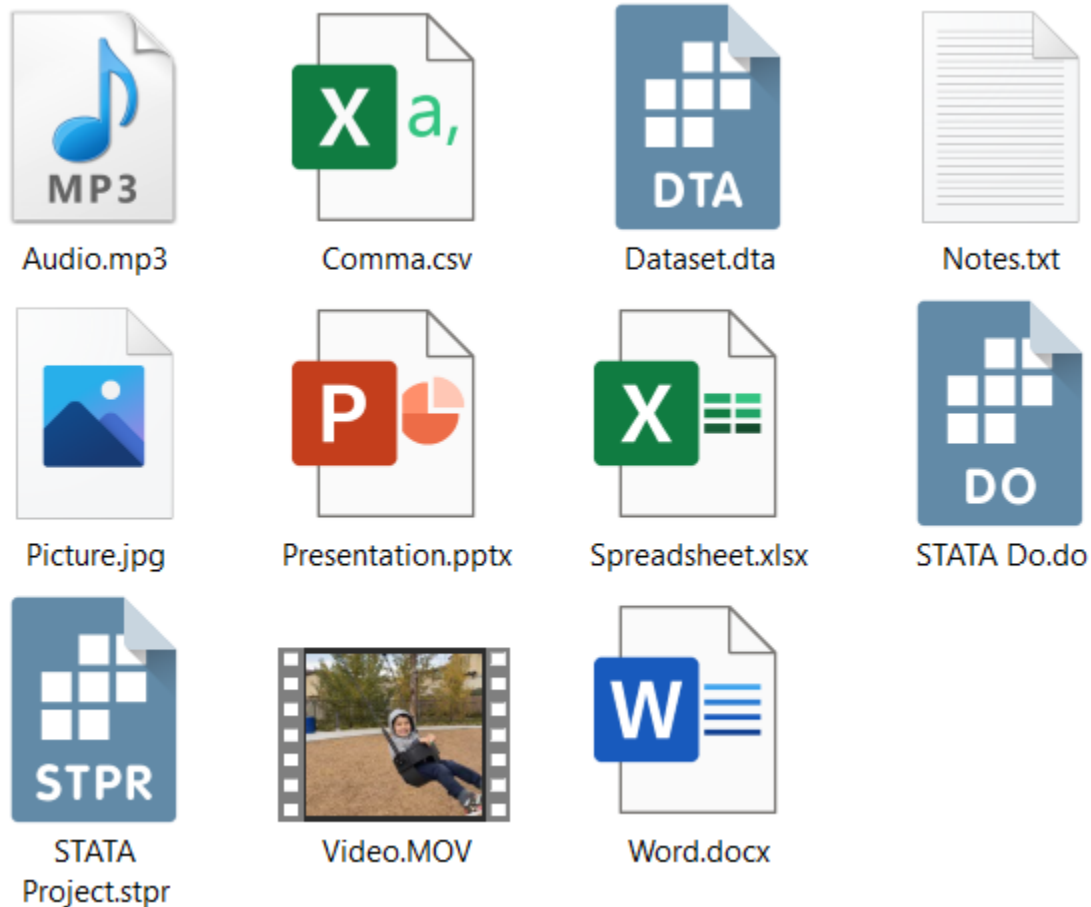 MP3
X a,
DTA
Audio.mp3
Comma.csv
Dataset.dta
Notes.txt
P
X
DO
Picture.jpg
Presentation.pptx
Spreadsheet.xlsx
STATA Do.do
STPR
W
STATA
Project.stpr
Video.MOV
Word.docx